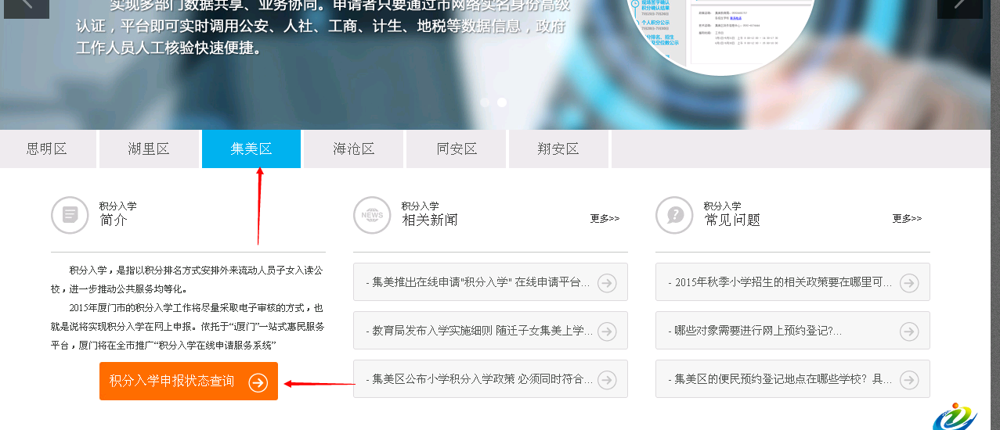 实现多部门数据共享、业务协同。申请者只要通过市网络实名身份高级
认证，平台即可实时调用公安、人社、工商、计生、地税等数据信息，政府
工作人员人工核验快速便捷。
积分确认结果
个人积分公示
思明区
湖里区
集美区
海沧区
同安区
翔安区
积分入学
简介
积分入学，是指以积分排名方式安排外来流动人员子女入读公
校，进一步推动公共服务均等化。
2015年厦门市的积分入学工作将尽量采取电子审核的方式，也
就是说将实现积分入学在网上申报。依托于“i厦门”一站式惠民服务
平台，厦门将在全市推广“积分入学在线申请服务系统”
积分入学申报状态查询
NEWS
积分入学
相关新闻
更多>>
- 集美推出在线申请"积分入学" 在线申请平台...
- 教育局发布入学实施细则 随迁子女集美上学...
- 集美区公布小学积分入学政策 必须同时符合...
积分入学
常见问题
更多>>
- 2015年秋季小学招生的相关政策要在哪里可...
- 哪些对象需要进行网上预约登记?...
- 集美区的便民预约登记地点在哪些学校？具...